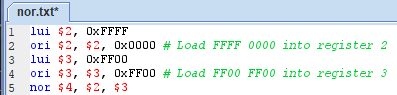 nor.txt*
1 lui $2, 0xFFFF
2 ori $2, $2, 0x0000 # Load FFFF 0000 into register 2
3 lui $3, 0xFF00
4 ori $3, $3, 0xFF00 # Load FF00 FF00 into register 3
5 nor $4, $2, $3